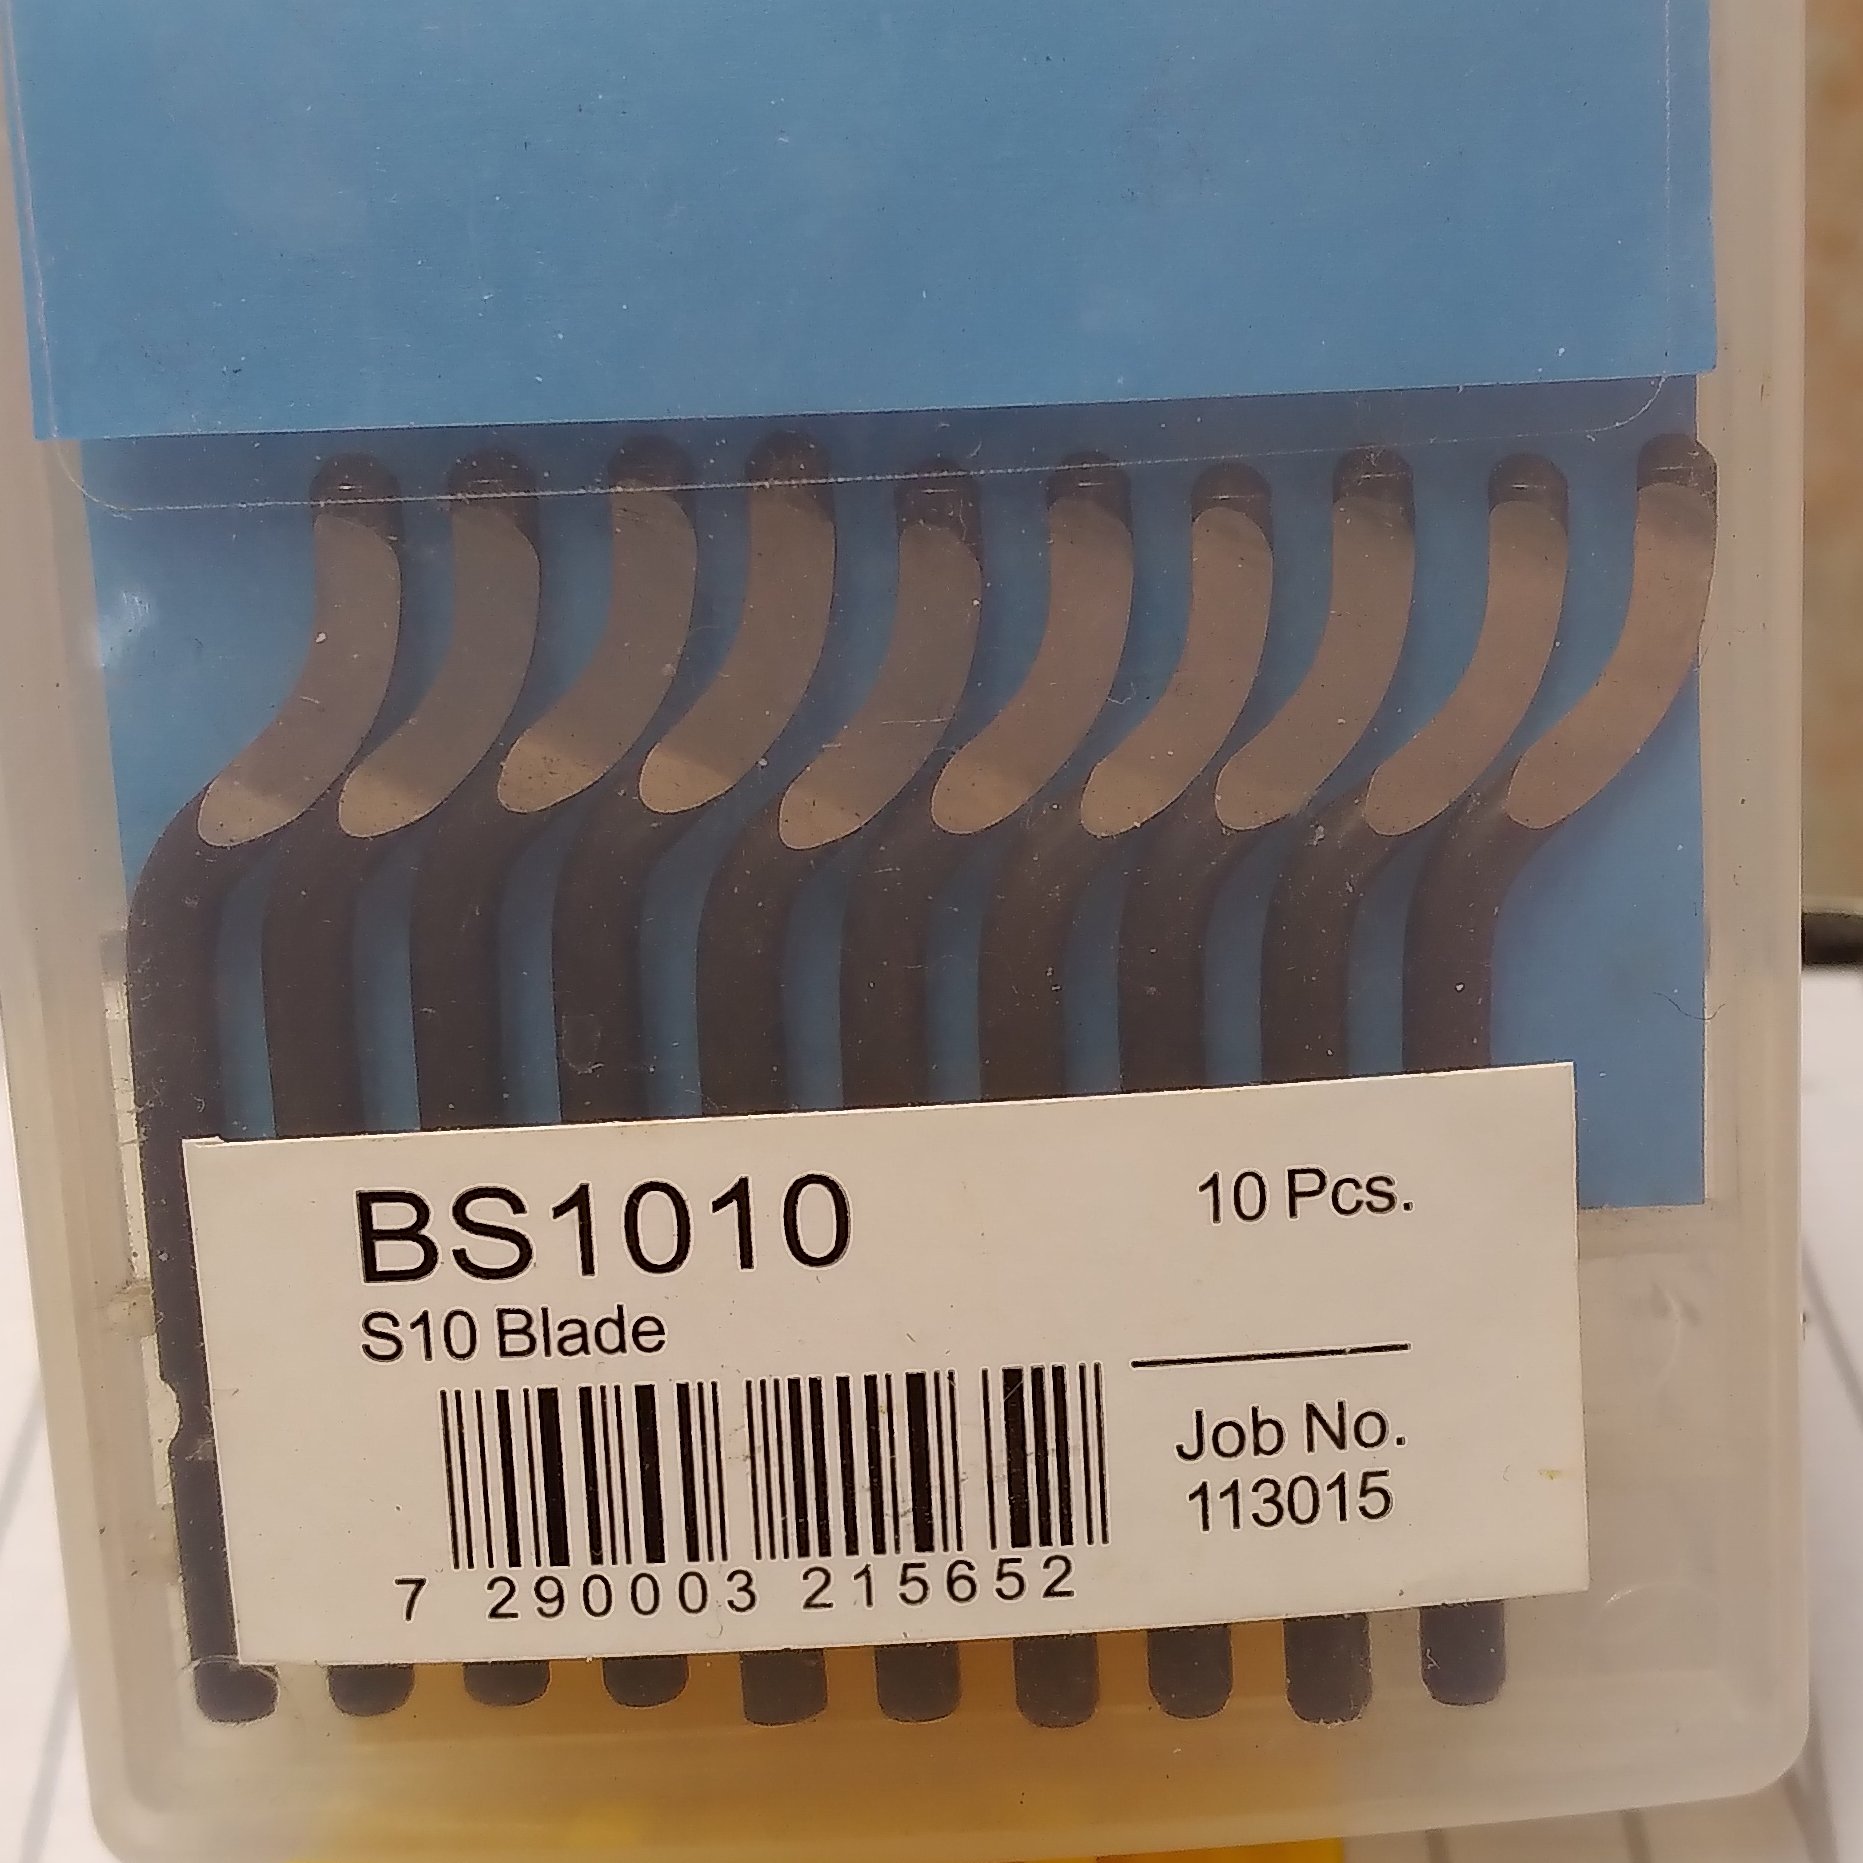 BS1010
10 Pcs.
S10 Blade
Job No.
113015
7 290003 215652